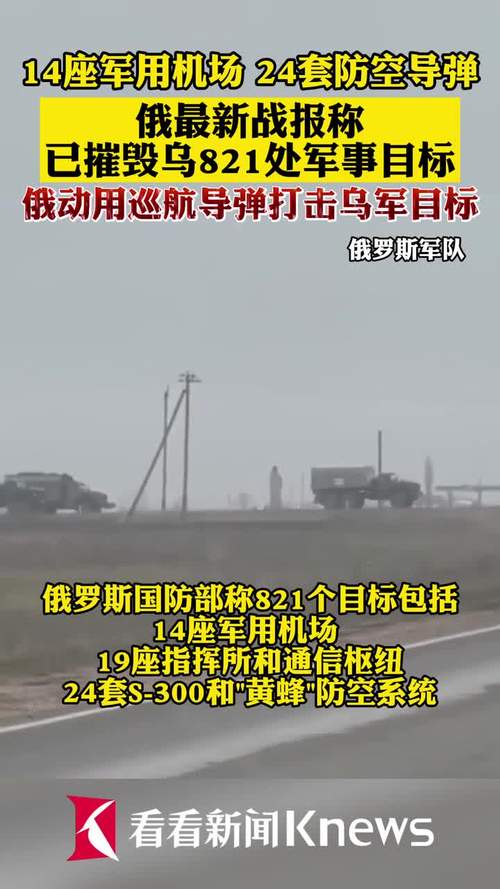 14座军用机场 24套防空导弹
俄最新战报称
已摧毁乌821处军事目标
俄动用巡航导弹打击乌军目标
俄罗斯军队
俄罗斯国防部称821个目标包括
14座军用机场
19座指挥所和通信枢纽
24套S-300和"黄蜂"防空系统
看看新闻Knews